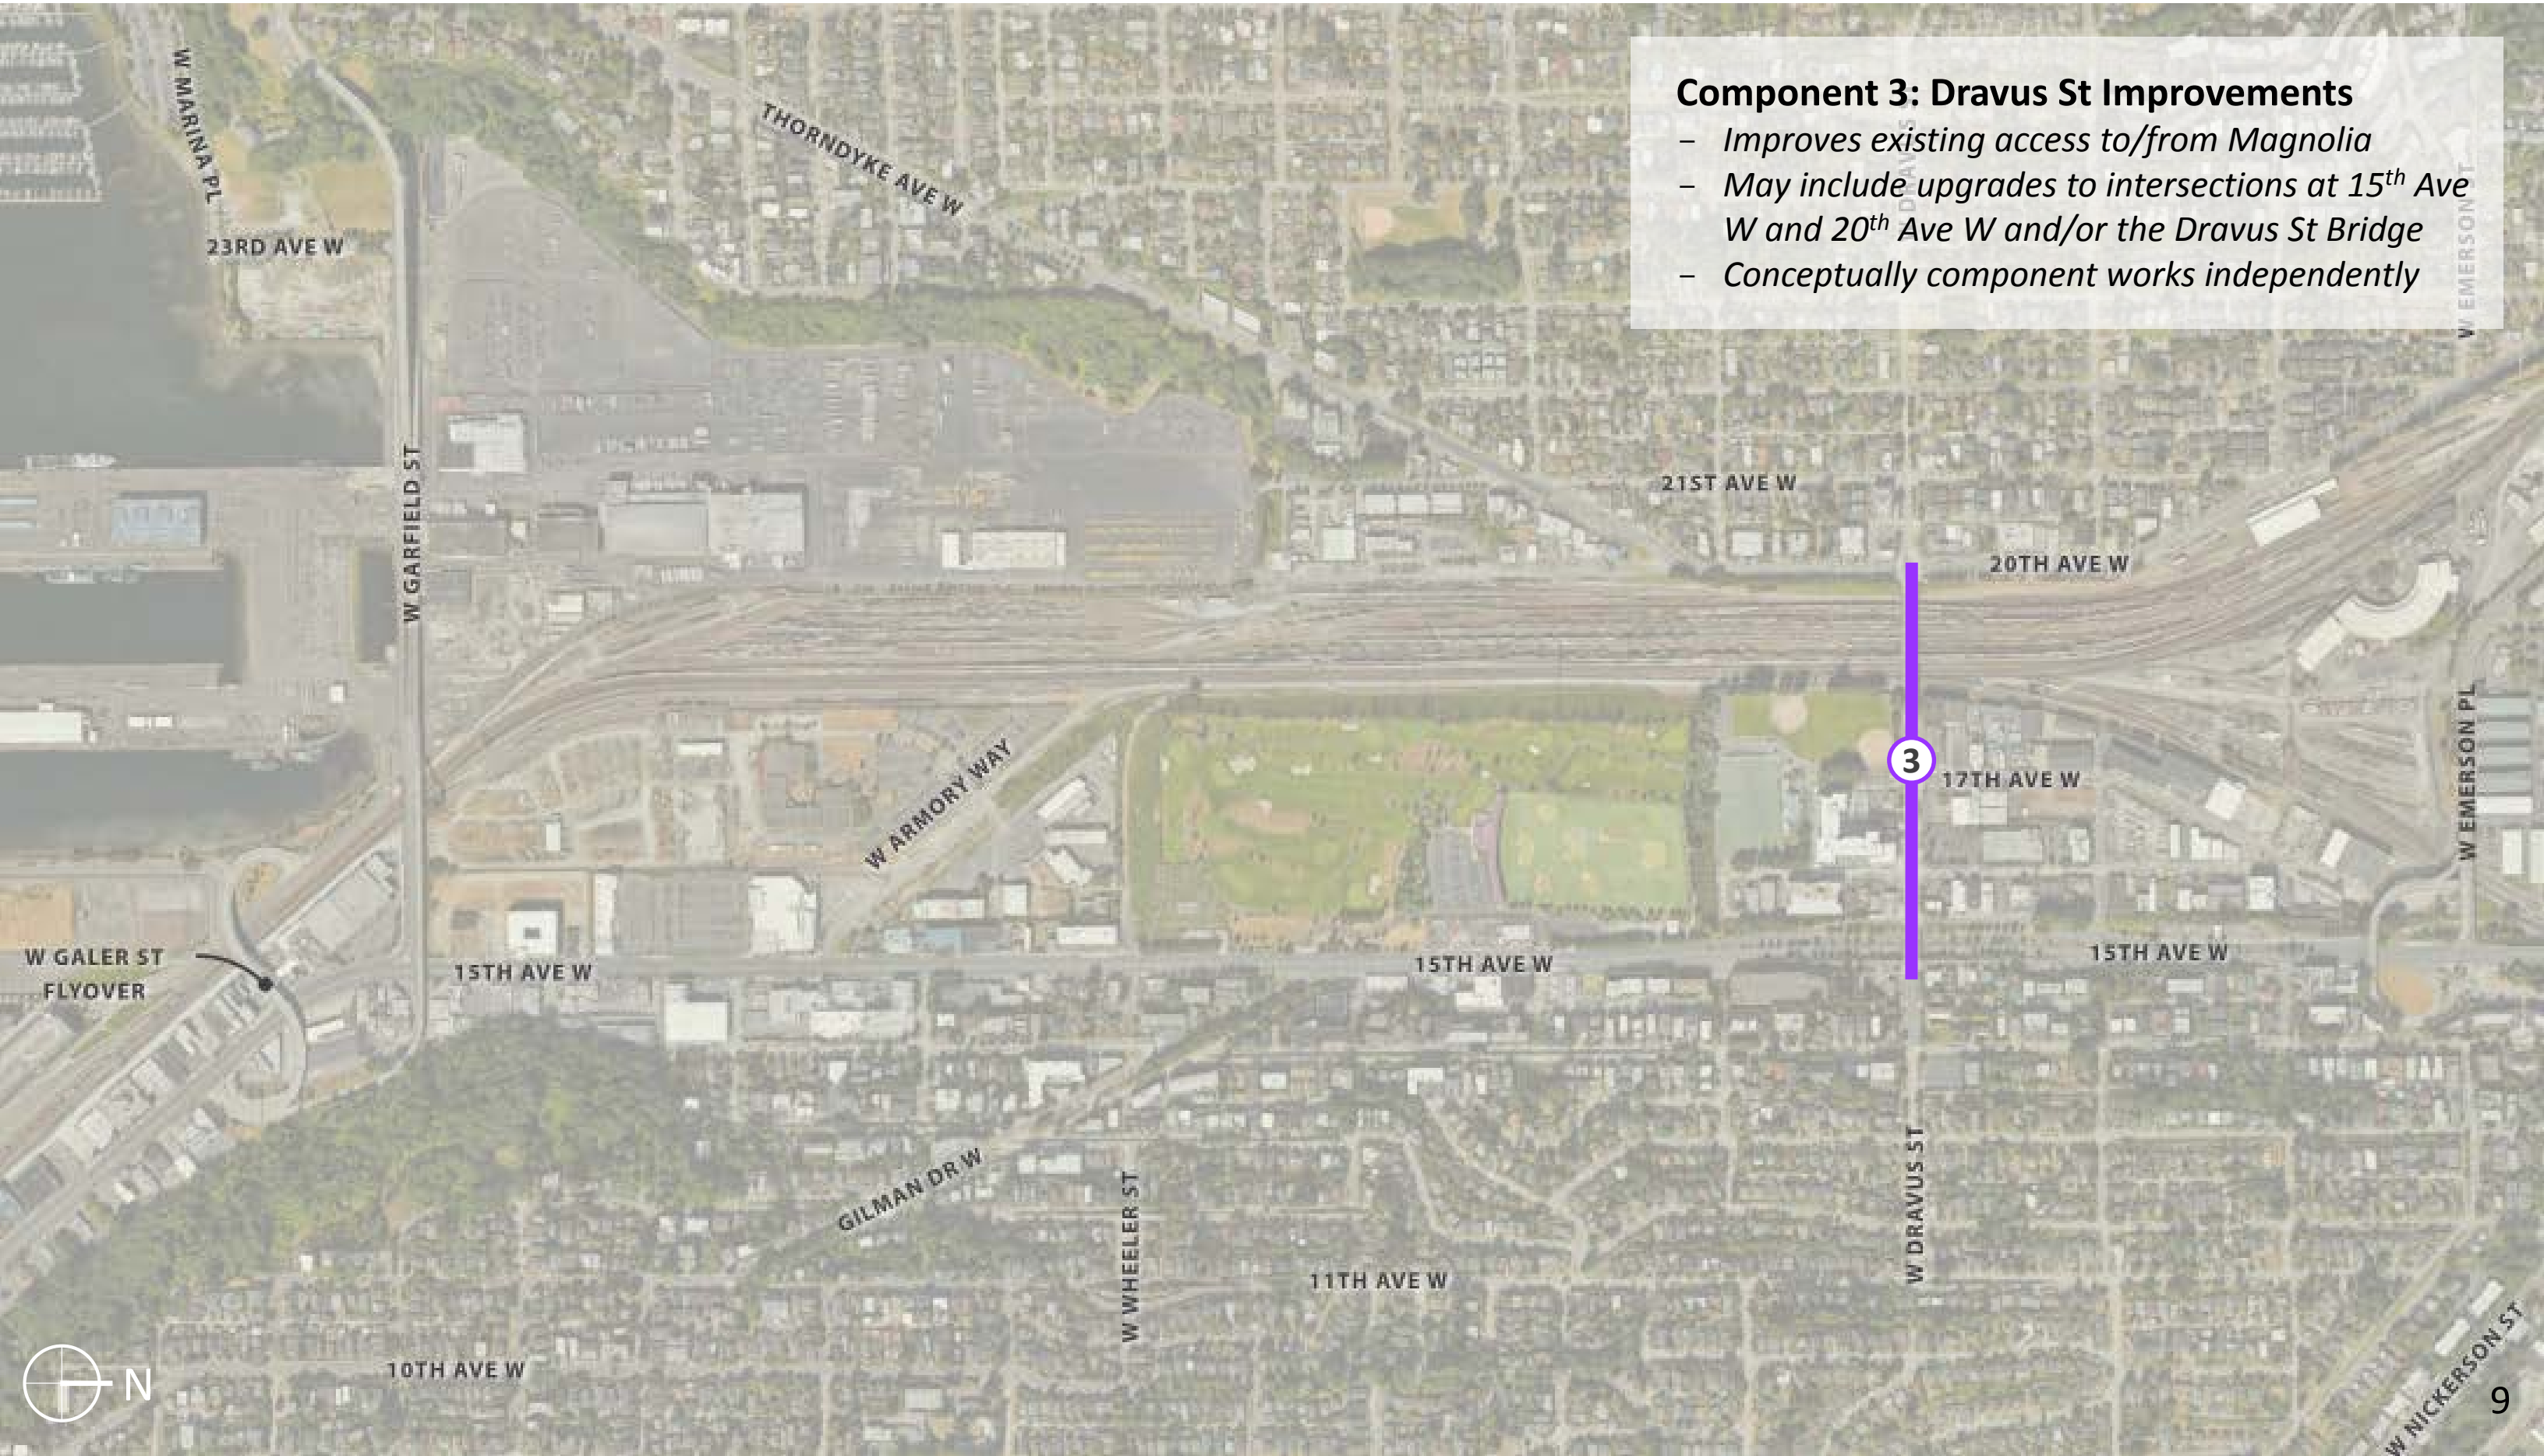 Component 3: Dravus St Improvements
– Improves existing access to/from Magnolia
– May include upgrades to intersections at 15th Ave
W and 20th Ave W and/or the Dravus St Bridge
– Conceptually component works independently
W MARINA PL
THORNDYKE AVE W
W DRAVUS
W EMERSON ST
23RD AVE W
W GARFIELD ST
21ST AVE W
20TH AVE W
3
17TH AVE W
W ARMORY WAY
W EMERSON PL
W GALER ST
FLYOVER
15TH AVE W
15TH AVE W
15TH AVE W
GILMAN DR W
W WHEELER ST
W DRAVUS ST
11TH AVE W
10TH AVE W
W NICKERSON ST
N
9